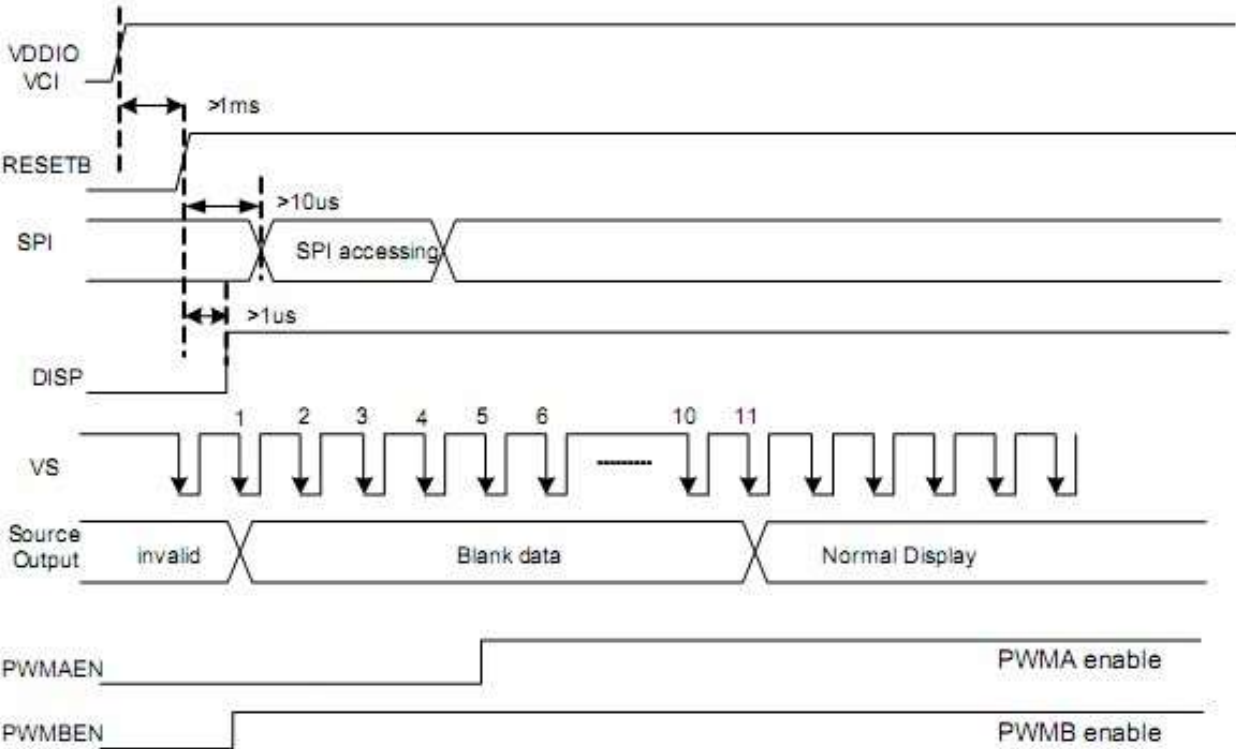 VDDIO
VCI
>1ms
RESETB
>10us
SPI
SPI accessing
>1us
DISP
1 2 3 4 5 6 10 11
VS
Source
Output
invalid
Blank data
Normal Display
PWMAEN
PWMA enable
PWMBEN
PWMB enable